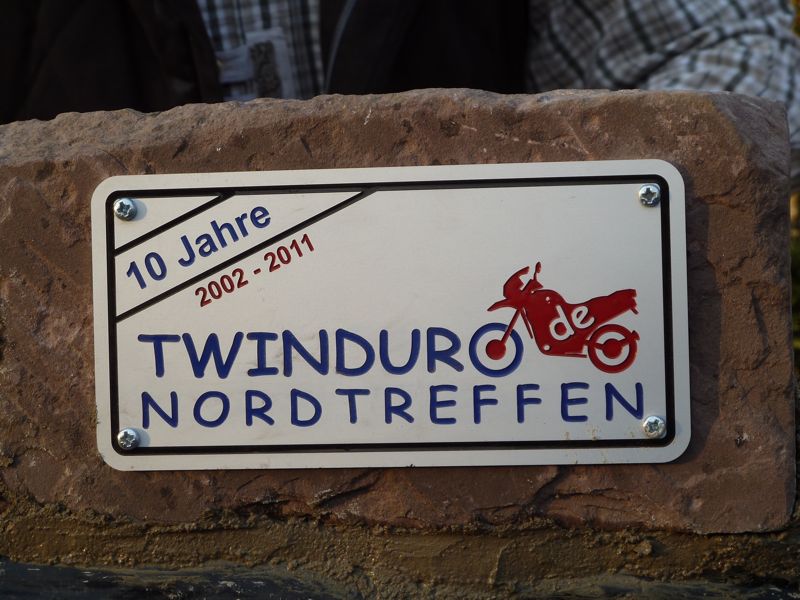 10 Jahre
2002 - 2011
TWINDURO de
NORDTREFFEN